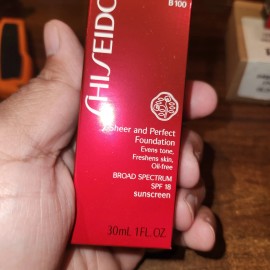 B 100
SHISEIDO
Sheer and Perfect
Foundation
Evens tone,
Freshens skin,
Oil-free
BROAD SPECTRUM
SPF 18
sunscreen
30mL 1FL.OZ.